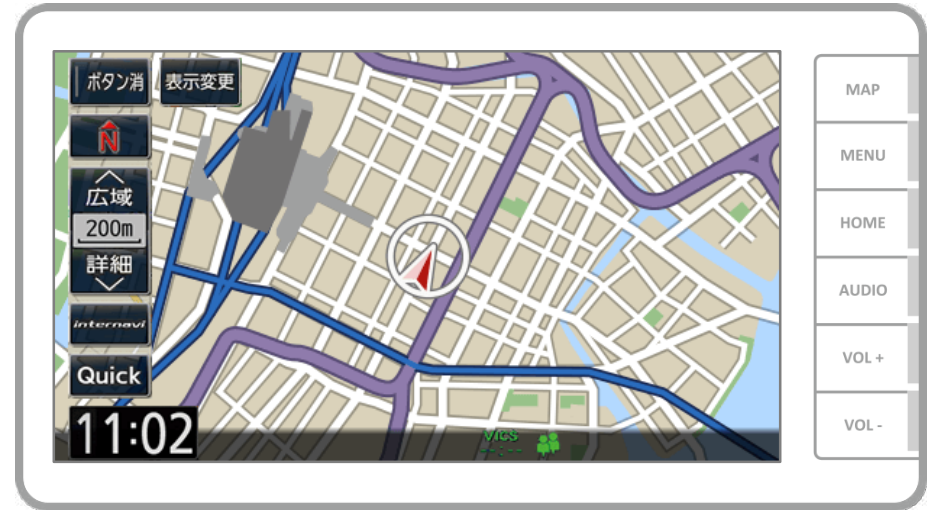 ボタン消
表示変更
N
広域
200m
詳細
internavi
Quick
11:02
VICS
--:--
MAP
MENU
HOME
AUDIO
VOL +
VOL -